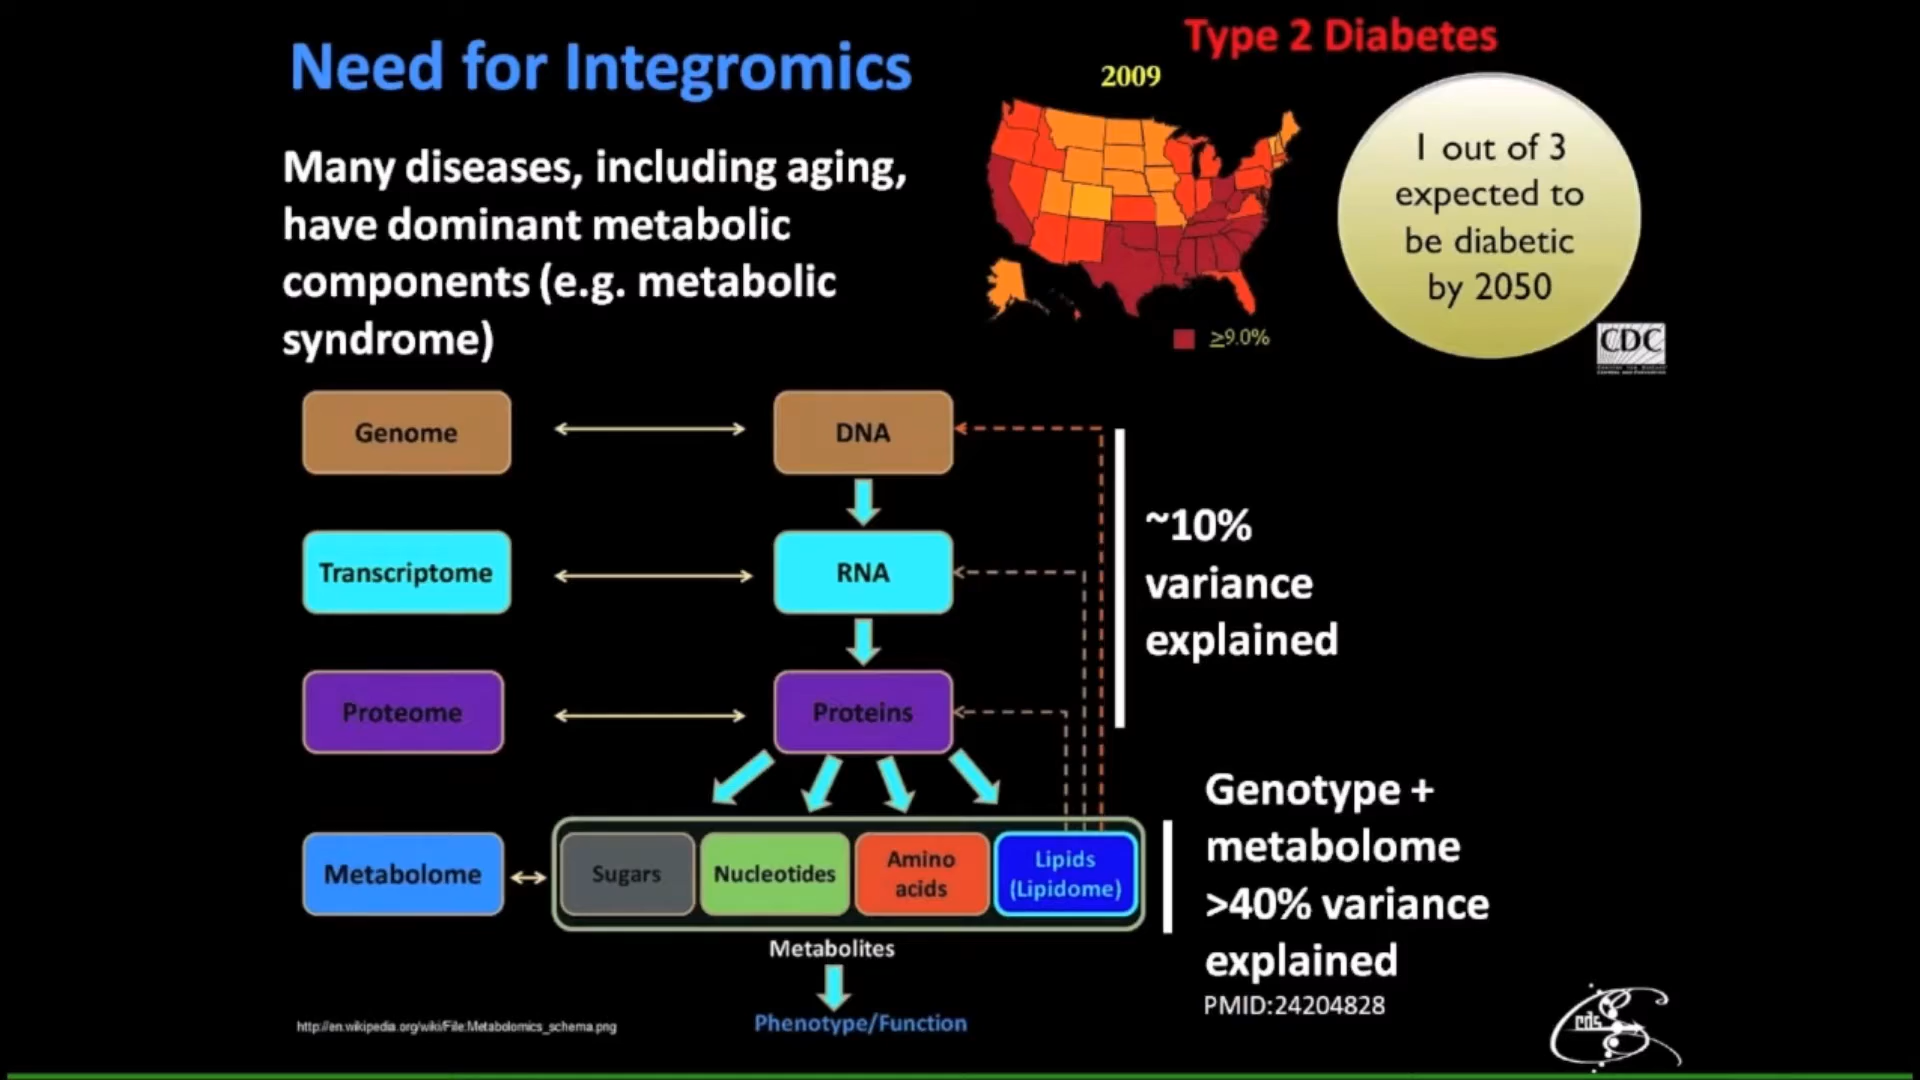 Need for Integromics
Type 2 Diabetes
2009
Many diseases, including aging,
have dominant metabolic
components (e.g. metabolic
syndrome)
1 out of 3
expected to
be diabetic
by 2050
≥9.0%
CDC
Genome
DNA
Transcriptome
RNA
~10%
variance
explained
Proteome
Proteins
Genotype +
metabolome
>40% variance
explained
PMID:24204828
Metabolome
Sugars
Nucleotides
Amino
acids
Lipids
(Lipidome)
Metabolites
Phenotype/Function
http://en.wikipedia.org/wiki/File:Metabolomics_schema.png